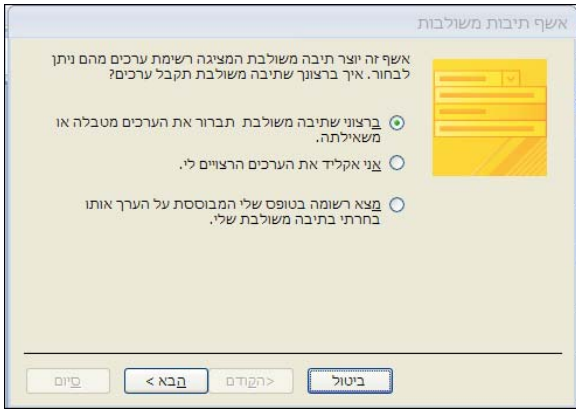 אשף תיבות משולבות
אשף זה יוצר תיבה משולבת המציגה רשימת ערכים מהם ניתן
לבחור. איך ברצונך שתיבה משולבת תקבל ערכים?
ברצוני שתיבה משולבת תברור את הערכים מטבלה או
משאילתה.
אני אקליד את הערכים הרצויים לי.
מצא רשומה בטופס שלי המבוססת על הערך אותו
בחרתי בתיבה משולבת שלי.
ביטול <הקודם הבא > סיום